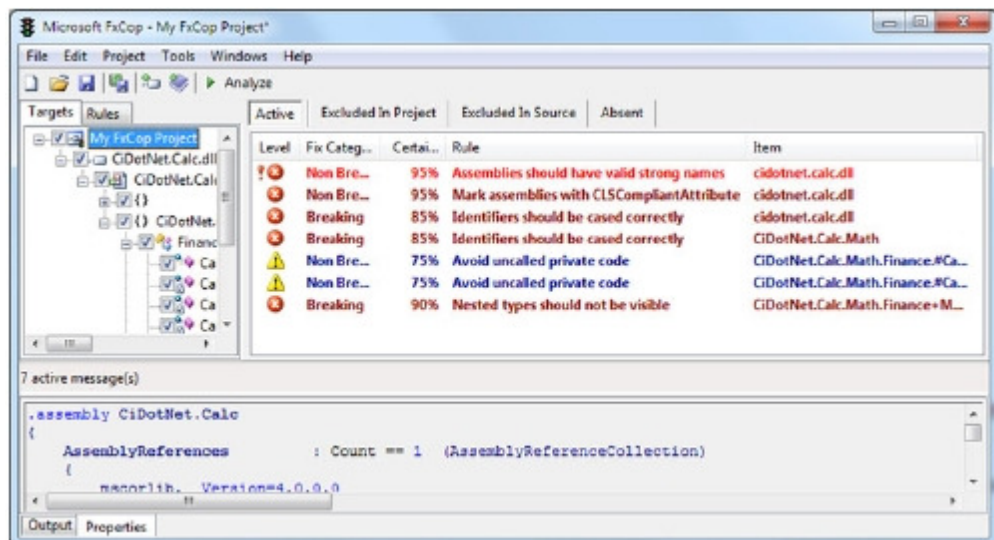 Microsoft FxCop - My FxCop Project*
File Edit Project Tools Windows Help
Analyze
Targets Rules
My FxCop Project
CiDotNet.Calc.dll
CiDotNet.Calc
{}
{} CiDotNet.
Financ
Ca
Ca
Ca
Ca
Active Excluded In Project Excluded In Source Absent
Level Fix Categ... Certai... Rule Item
Non Bre... 95% Assemblies should have valid strong names cidotnet.calc.dll
Non Bre... 95% Mark assemblies with CLSCompliantAttribute cidotnet.calc.dll
Breaking 85% Identifiers should be cased correctly cidotnet.calc.dll
Breaking 85% Identifiers should be cased correctly CiDotNet.Calc.Math
Non Bre... 75% Avoid uncalled private code CiDotNet.Calc.Math.Finance.#Ca...
Non Bre... 75% Avoid uncalled private code CiDotNet.Calc.Math.Finance.#Ca...
Breaking 90% Nested types should not be visible CiDotNet.Calc.Math.Finance+M...
7 active message(s)
.assembly CiDotNet.Calc
{
AssemblyReferences : Count == 1 (AssemblyReferenceCollection)
{
mscorlib, Version=4.0.0.0
Output Properties